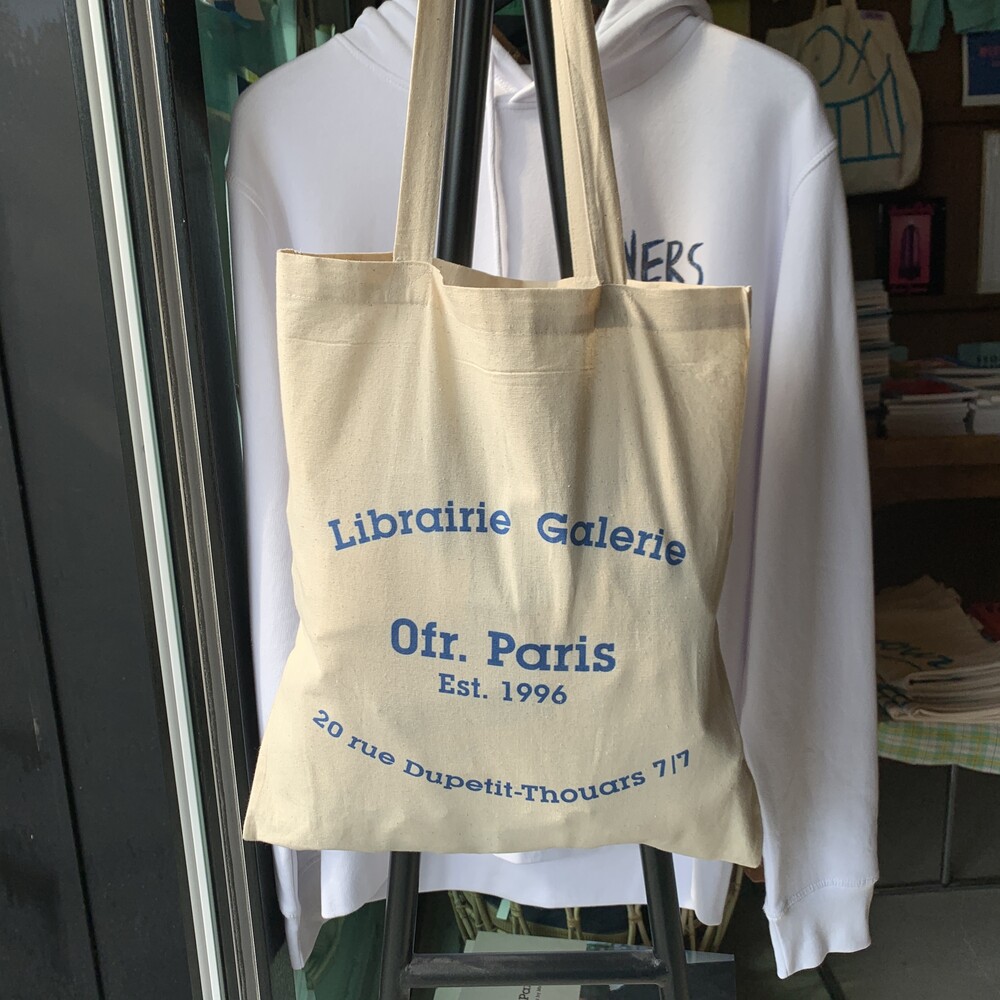 NERS
Librairie Galerie
Ofr. Paris
Est. 1996
20 rue Dupetit-Thouars 7/7